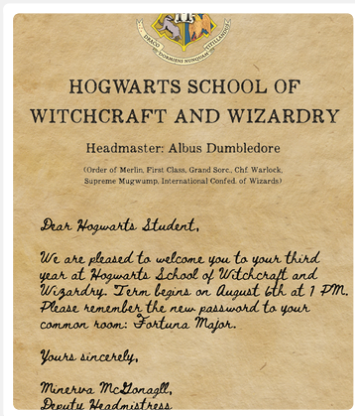 DRACO
TITILLANDUS
HOGWARTS SCHOOL OF
WITCHCRAFT AND WIZARDRY
Headmaster: Albus Dumbledore
(Order of Merlin, First Class, Grand Sorc., Chf. Warlock,
Supreme Mugwump, International Confed. of Wizards)
Dear Hogwarts Student,
We are pleased to welcome you to your third
year at Hogwarts School of Witchcraft and
Wizardry. Term begins on August 6th at 1 PM.
Please remember the new password to your
common room: Fortuna Major.
Yours sincerely,
Minerva McGonagll,
Deputy Headmistress